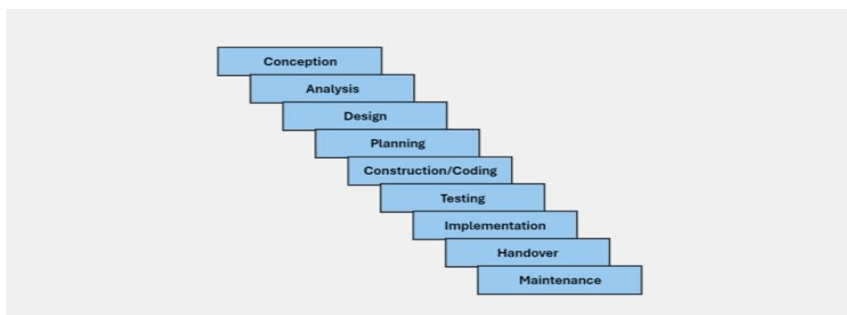 Conception
Analysis
Design
Planning
Construction/Coding
Testing
Implementation
Handover
Maintenance